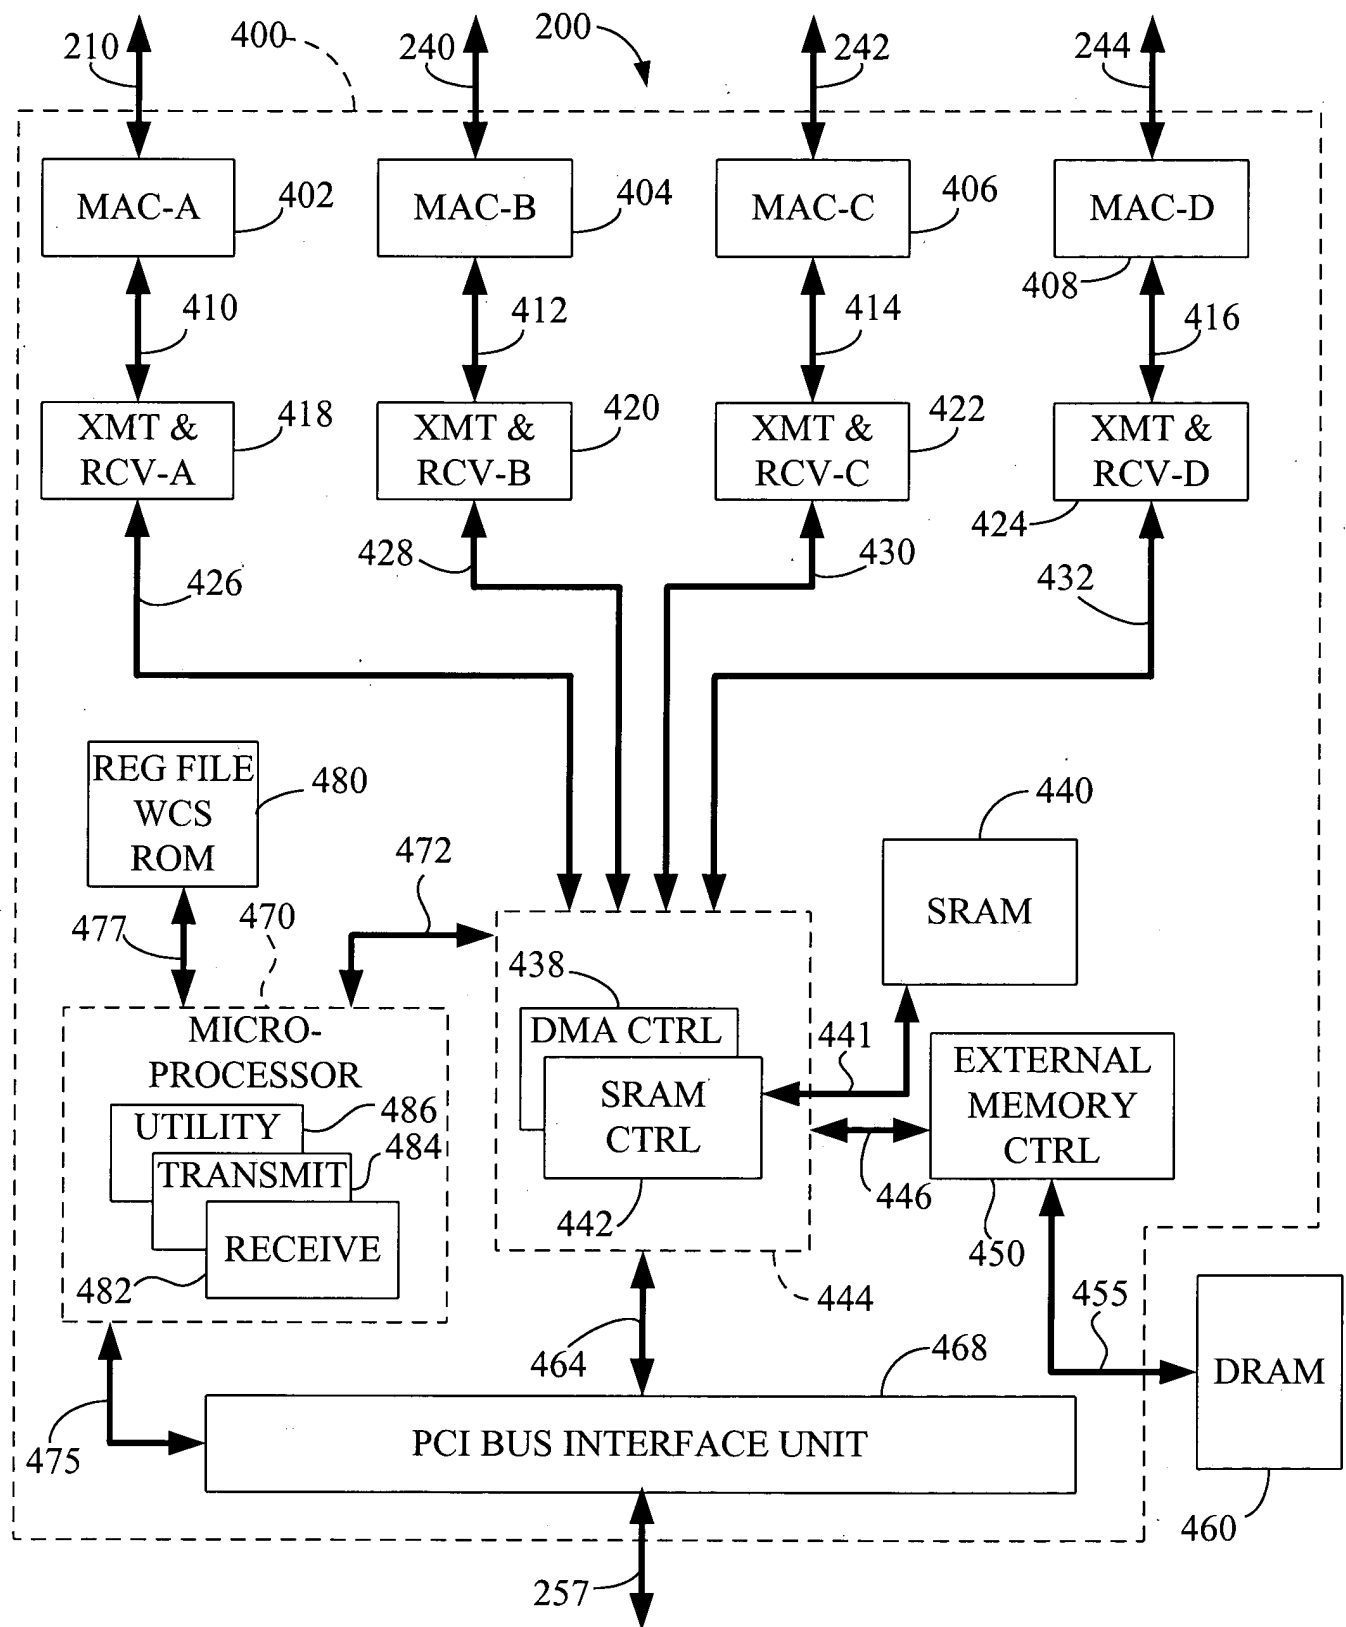 200
400
210
240
242
244
MAC-A
402
MAC-B
404
MAC-C
406
MAC-D
408
410
412
414
416
XMT &
RCV-A
418
XMT &
RCV-B
420
XMT &
RCV-C
422
XMT &
RCV-D
424
426
428
430
432
REG FILE
WCS
ROM
480
440
SRAM
472
470
477
438
DMA CTRL
SRAM
CTRL
442
441
EXTERNAL
MEMORY
CTRL
446
450
MICRO-
PROCESSOR
UTILITY
486
TRANSMIT
484
RECEIVE
482
444
455
464
468
DRAM
460
475
PCI BUS INTERFACE UNIT
257